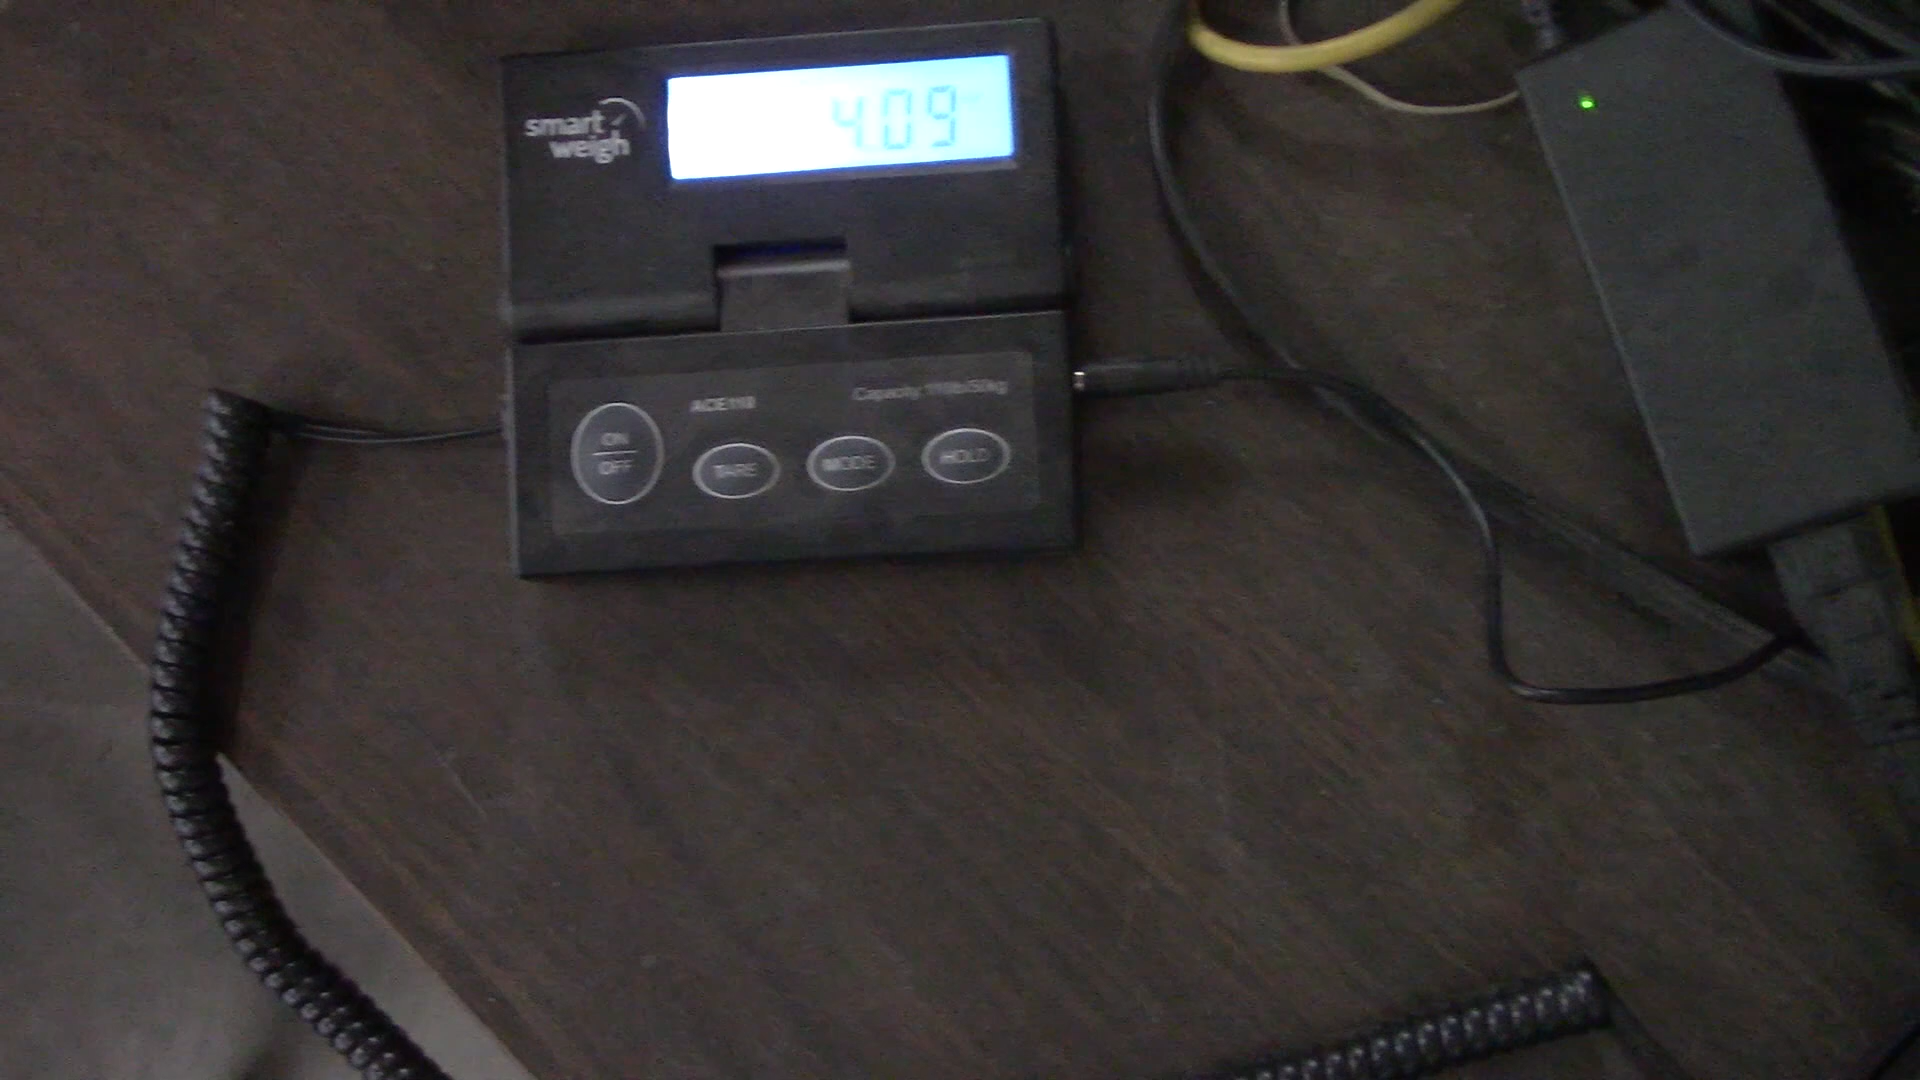 smart
weigh
4.09
ACE110
Capacity 110lb/50kg
ON
OFF
TARE
MODE
HOLD